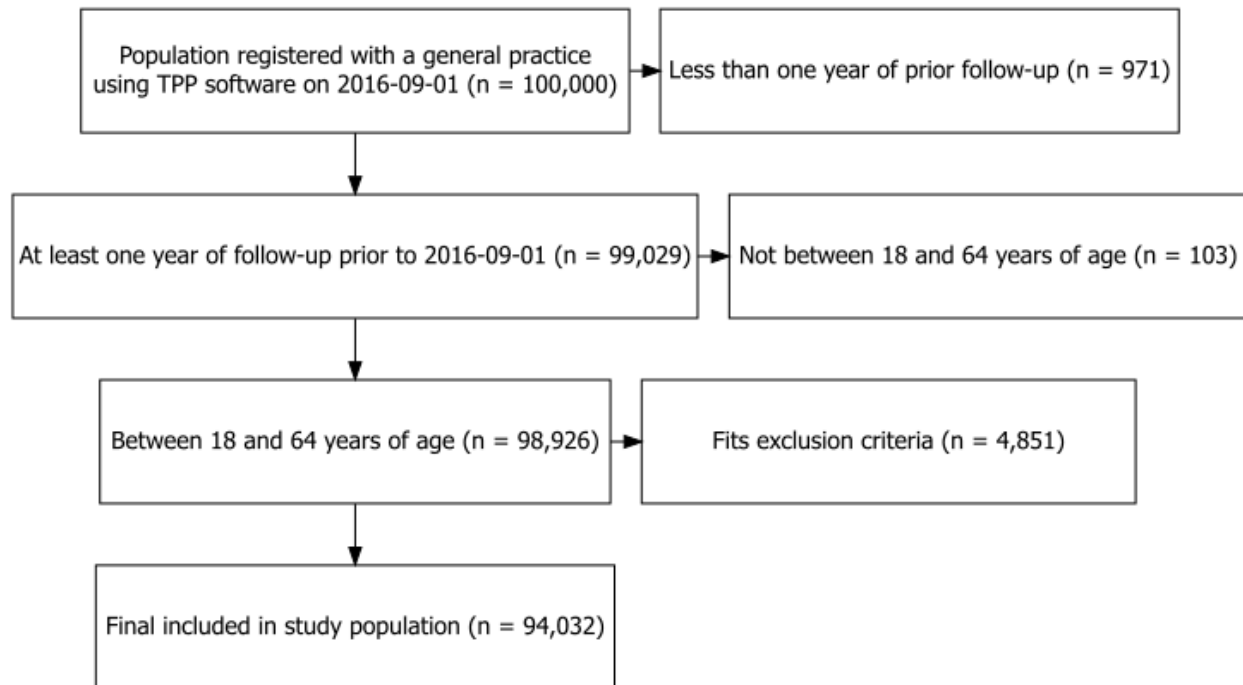 Population registered with a general practice
using TPP software on 2016-09-01 (n = 100,000)
Less than one year of prior follow-up (n = 971)
At least one year of follow-up prior to 2016-09-01 (n = 99,029)
Not between 18 and 64 years of age (n = 103)
Between 18 and 64 years of age (n = 98,926)
Fits exclusion criteria (n = 4,851)
Final included in study population (n = 94,032)